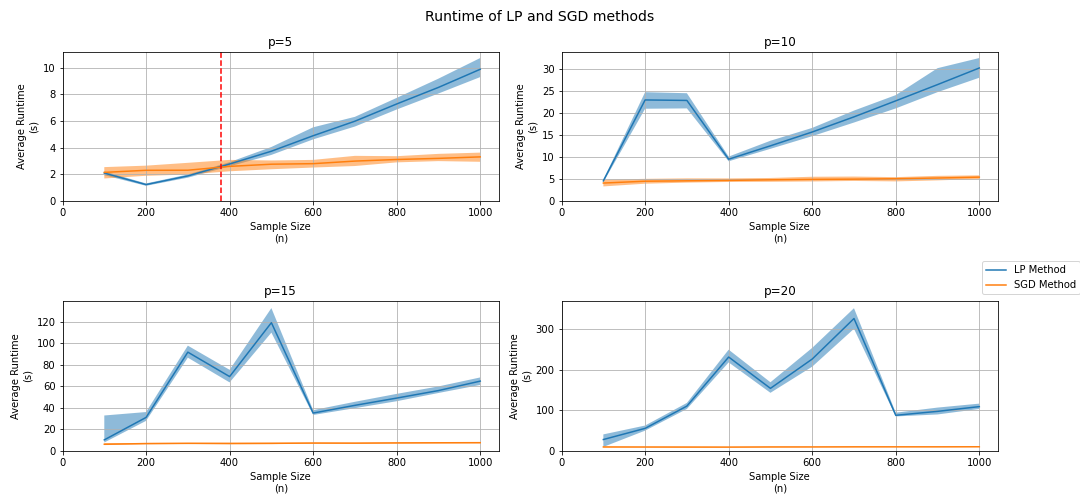 Runtime of LP and SGD methods
p=5
10
8
6
4
2
0
Average Runtime
(s)
0 200 400 600 800 1000
Sample Size
(n)
p=10
30
25
20
15
10
5
0
Average Runtime
(s)
0 200 400 600 800 1000
Sample Size
(n)
LP Method
SGD Method
p=15
120
100
80
60
40
20
0
Average Runtime
(s)
0 200 400 600 800 1000
Sample Size
(n)
p=20
300
200
100
0
Average Runtime
(s)
0 200 400 600 800 1000
Sample Size
(n)